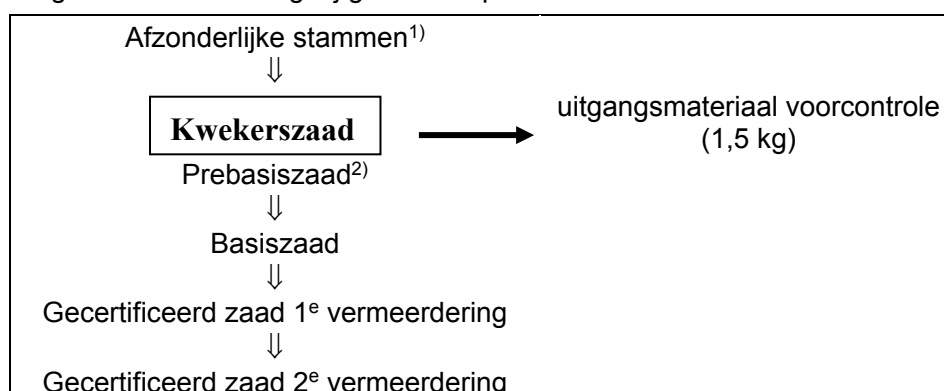 Afzonderlijke stammen1)
⇓
Kwekerszaad
uitgangsmateriaal voorcontrole
(1,5 kg)
Prebasiszaad2)
⇓
Basiszaad
⇓
Gecertificeerd zaad 1e vermeerdering
⇓
Gecertificeerd zaad 2e vermeerdering